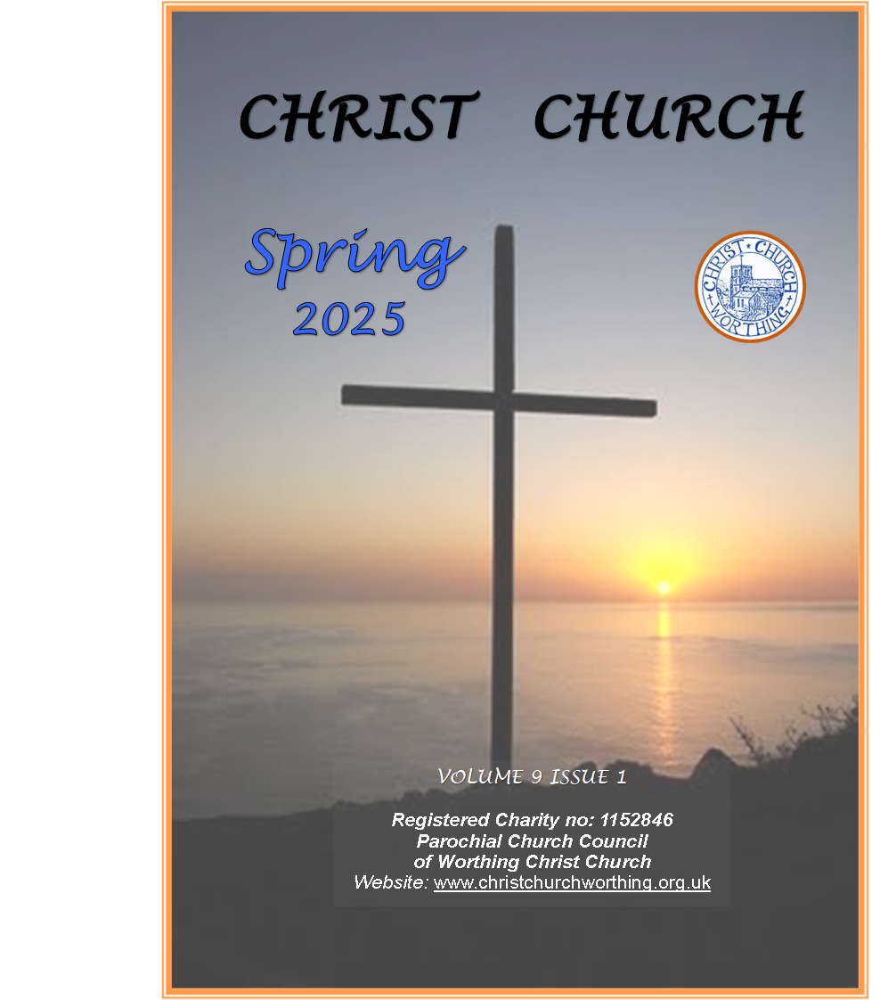 CHRIST CHURCH
Spring
2025
CHRIST ★ CHURCH
+ WORTHING +
VOLUME 9 ISSUE 1
Registered Charity no: 1152846
Parochial Church Council
of Worthing Christ Church
Website: www.christchurchworthing.org.uk